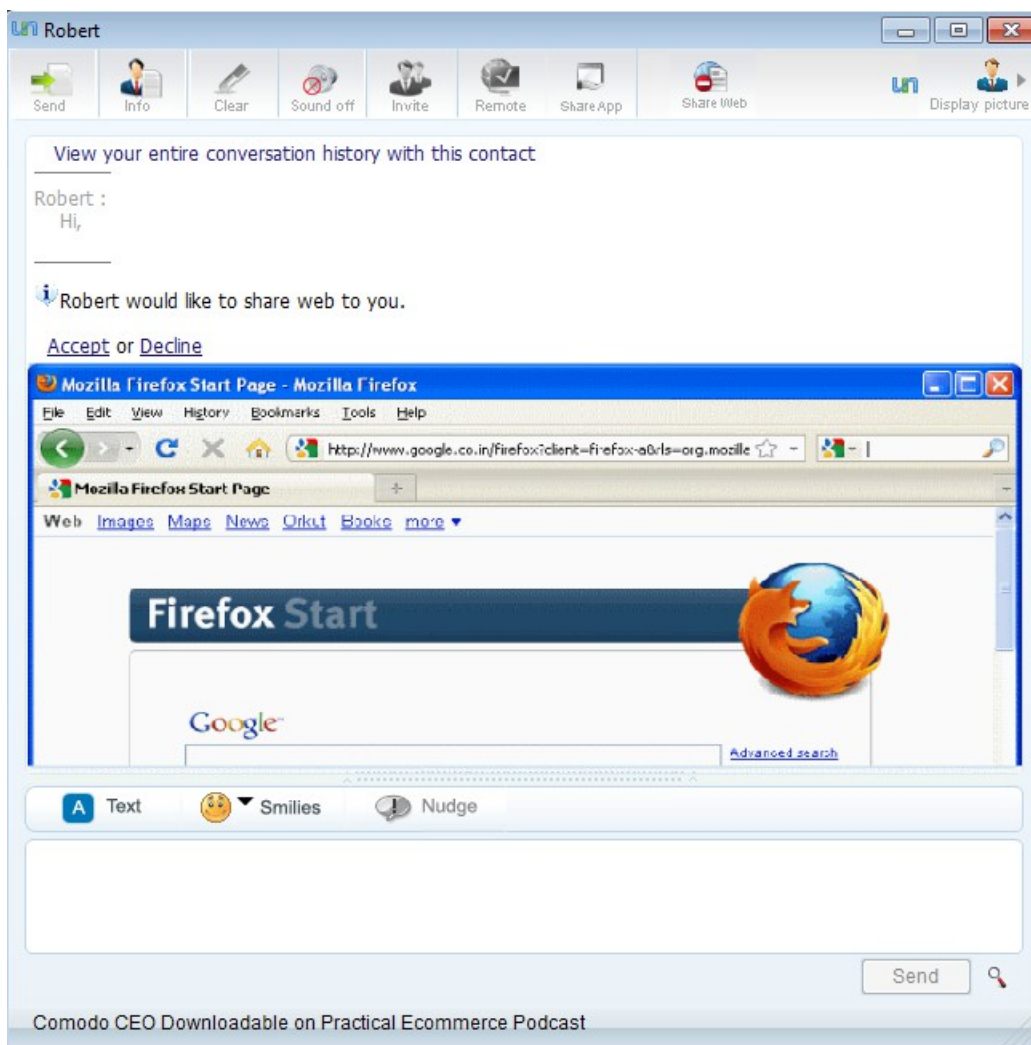 un Robert
Send Info Clear Sound off Invite Remote Share App Share Web un Display picture
View your entire conversation history with this contact
Robert :
Hi,
Robert would like to share web to you.
Accept or Decline
Mozilla Firefox Start Page - Mozilla Firefox
File Edit View History Bookmarks Tools Help
http://www.google.co.in/firefox?client=firefox-a&rls=org.mozille
Mozilla Firefox Start Page
Web Images Maps News Orkut Books more
Firefox Start
Google
Advanced search
A Text Smilies Nudge
Send
Comodo CEO Downloadable on Practical Ecommerce Podcast